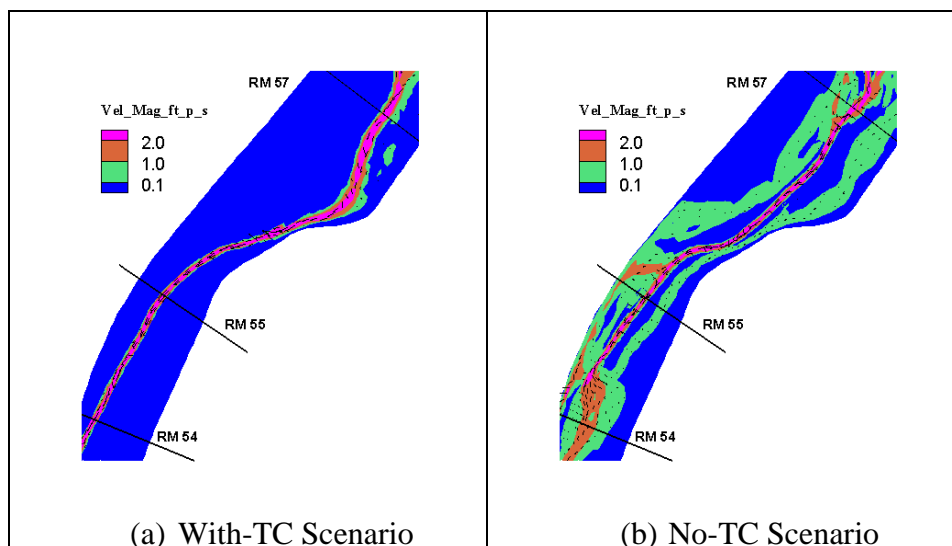 RM 57
Vel_Mag_ft_p_s
2.0
1.0
0.1
RM 55
RM 54
(a) With-TC Scenario
RM 57
Vel_Mag_ft_p_s
2.0
1.0
0.1
RM 55
RM 54
(b) No-TC Scenario